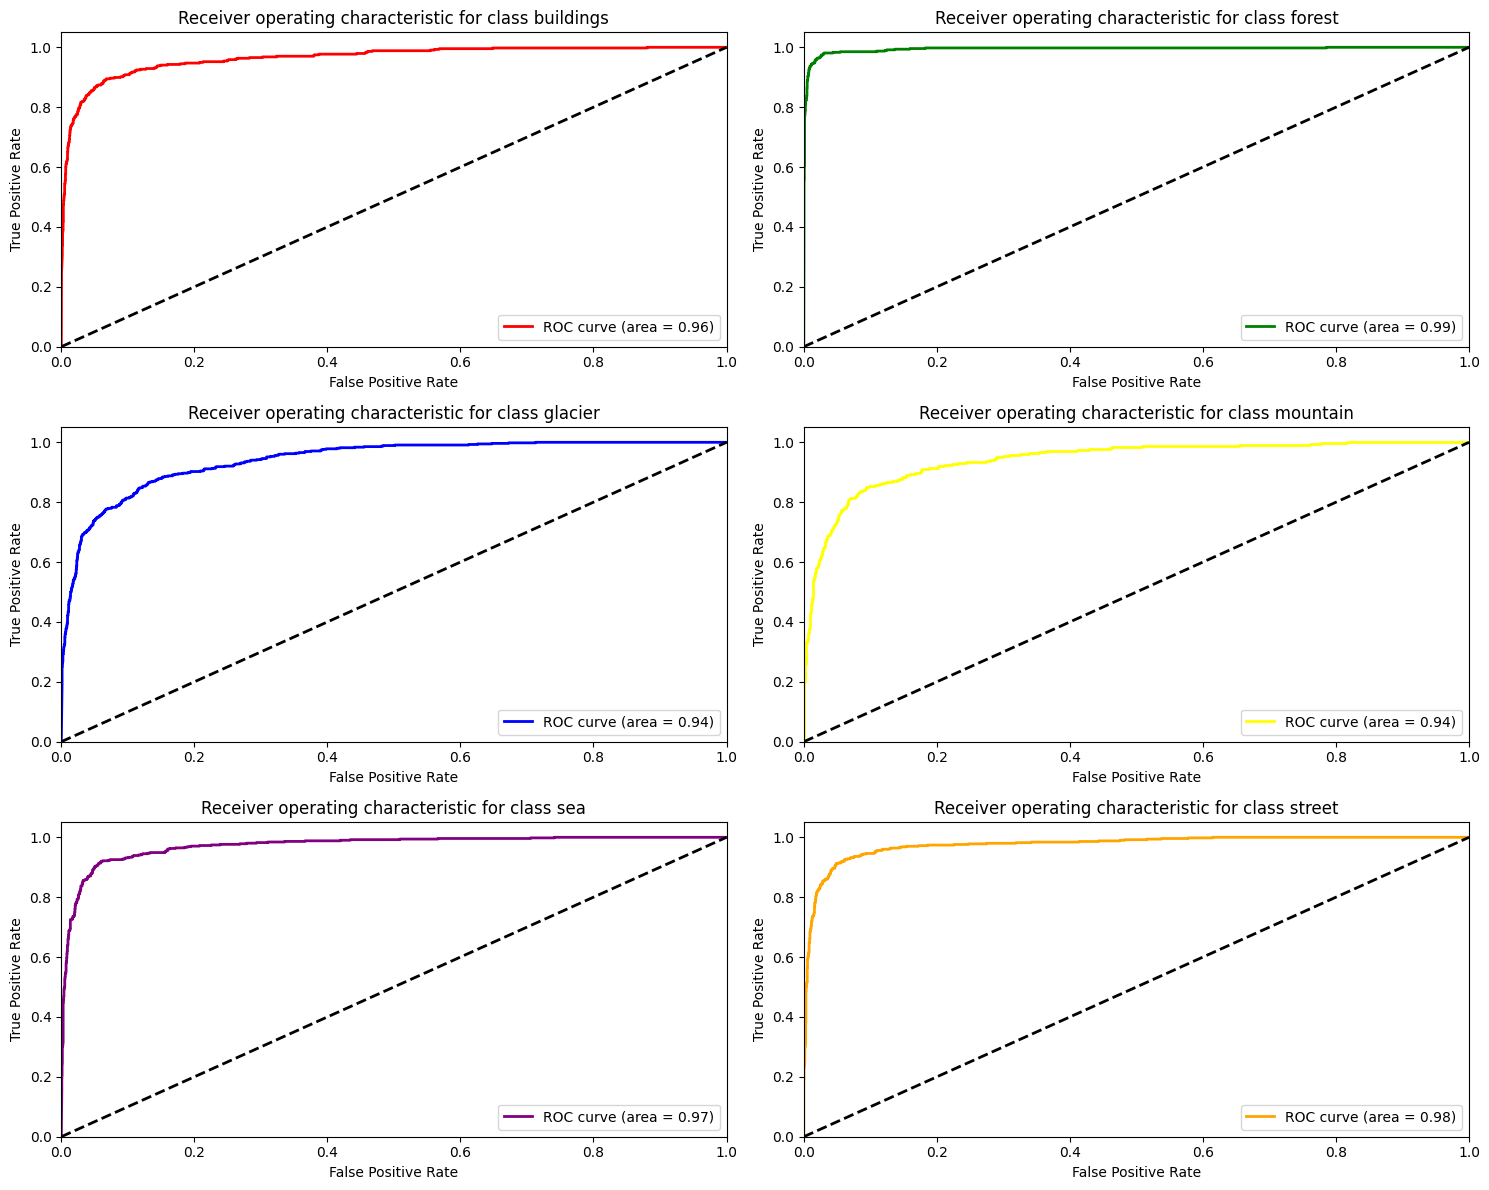 Receiver operating characteristic for class buildings
1.0
0.8
0.6
0.4
0.2
0.0
True Positive Rate
0.0 0.2 0.4 0.6 0.8 1.0
False Positive Rate
ROC curve (area = 0.96)
Receiver operating characteristic for class forest
1.0
0.8
0.6
0.4
0.2
0.0
True Positive Rate
0.0 0.2 0.4 0.6 0.8 1.0
False Positive Rate
ROC curve (area = 0.99)
Receiver operating characteristic for class glacier
1.0
0.8
0.6
0.4
0.2
0.0
True Positive Rate
0.0 0.2 0.4 0.6 0.8 1.0
False Positive Rate
ROC curve (area = 0.94)
Receiver operating characteristic for class mountain
1.0
0.8
0.6
0.4
0.2
0.0
True Positive Rate
0.0 0.2 0.4 0.6 0.8 1.0
False Positive Rate
ROC curve (area = 0.94)
Receiver operating characteristic for class sea
1.0
0.8
0.6
0.4
0.2
0.0
True Positive Rate
0.0 0.2 0.4 0.6 0.8 1.0
False Positive Rate
ROC curve (area = 0.97)
Receiver operating characteristic for class street
1.0
0.8
0.6
0.4
0.2
0.0
True Positive Rate
0.0 0.2 0.4 0.6 0.8 1.0
False Positive Rate
ROC curve (area = 0.98)